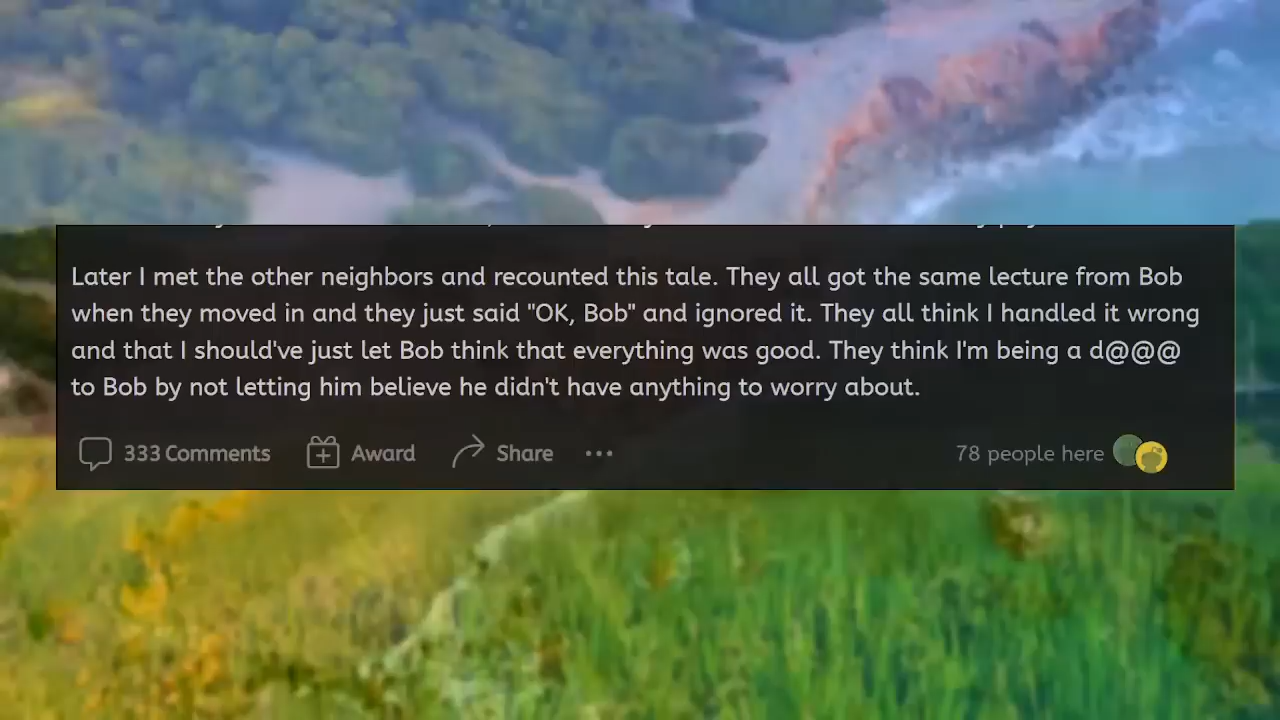 Later I met the other neighbors and recounted this tale. They all got the same lecture from Bob
when they moved in and they just said "OK, Bob" and ignored it. They all think I handled it wrong
and that I should've just let Bob think that everything was good. They think I'm being a d@@@
to Bob by not letting him believe he didn't have anything to worry about.
333 Comments Award Share ••• 78 people here